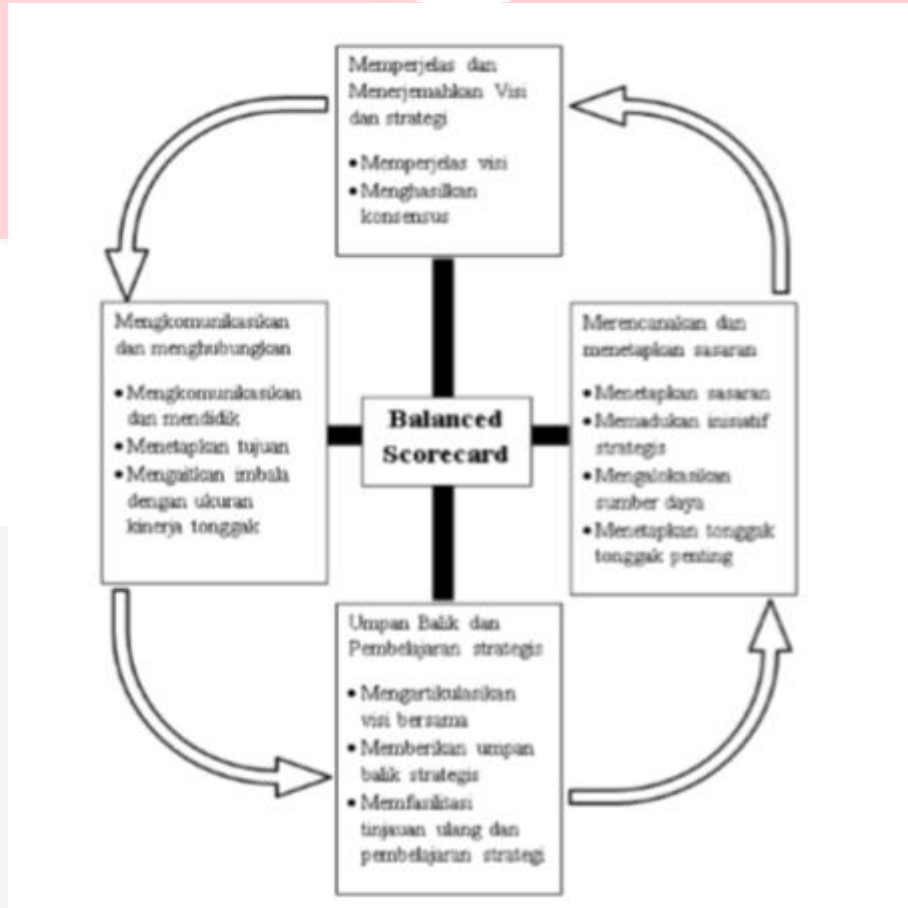 Memperjelas dan
Menerjemahkan Visi
dan strategi
• Memperjelas visi
• Menghasilkan
konsensus
Mengkomunikasikan
dan menghubungkan
• Mengkomunikasikan
dan mendidik
• Menetapkan tujuan
• Mengaitkan imbala
dengan ukuran
kinerja tonggak
Balanced
Scorecard
Merencanakan dan
menetapkan sasaran
• Menetapkan sasaran
• Memadukan inisiatif
strategis
• Mengalokasikan
sumber daya
• Menetapkan tonggak
tonggak penting
Umpan Balik dan
Pembelajaran strategis
• Mengartikulasikan
visi bersama
• Memberikan umpan
balik strategis
• Memfasilitasi
tinjauan ulang dan
pembelajaran strategi